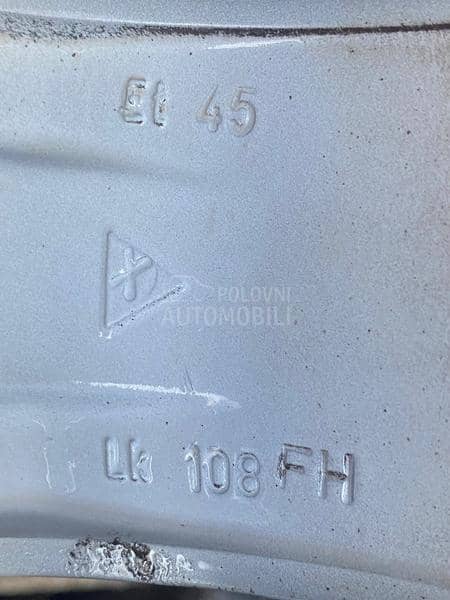 Et 45
POLOVNI
AUTOMOBILI
Lk 108 FH